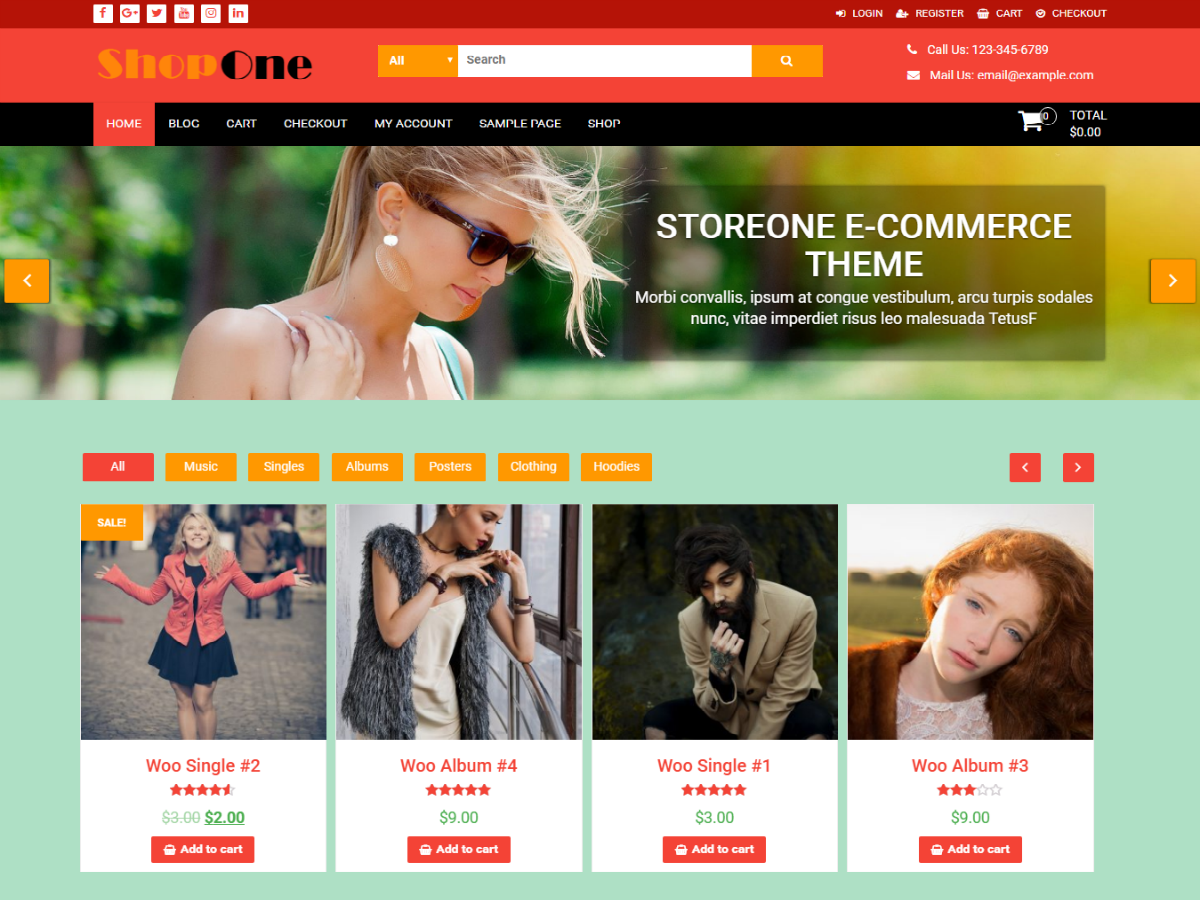 LOGIN REGISTER CART CHECKOUT
ShopOne
All Search
Call Us: 123-345-6789
Mail Us: email@example.com
HOME BLOG CART CHECKOUT MY ACCOUNT SAMPLE PAGE SHOP
0
TOTAL
$0.00
STOREONE E-COMMERCE
THEME
Morbi convallis, ipsum at congue vestibulum, arcu turpis sodales
nunc, vitae imperdiet risus leo malesuada TetusF
All Music Singles Albums Posters Clothing Hoodies
SALE!
Woo Single #2 Woo Album #4 Woo Single #1 Woo Album #3
$3.00 $2.00 $9.00 $3.00 $9.00
Add to cart Add to cart Add to cart Add to cart